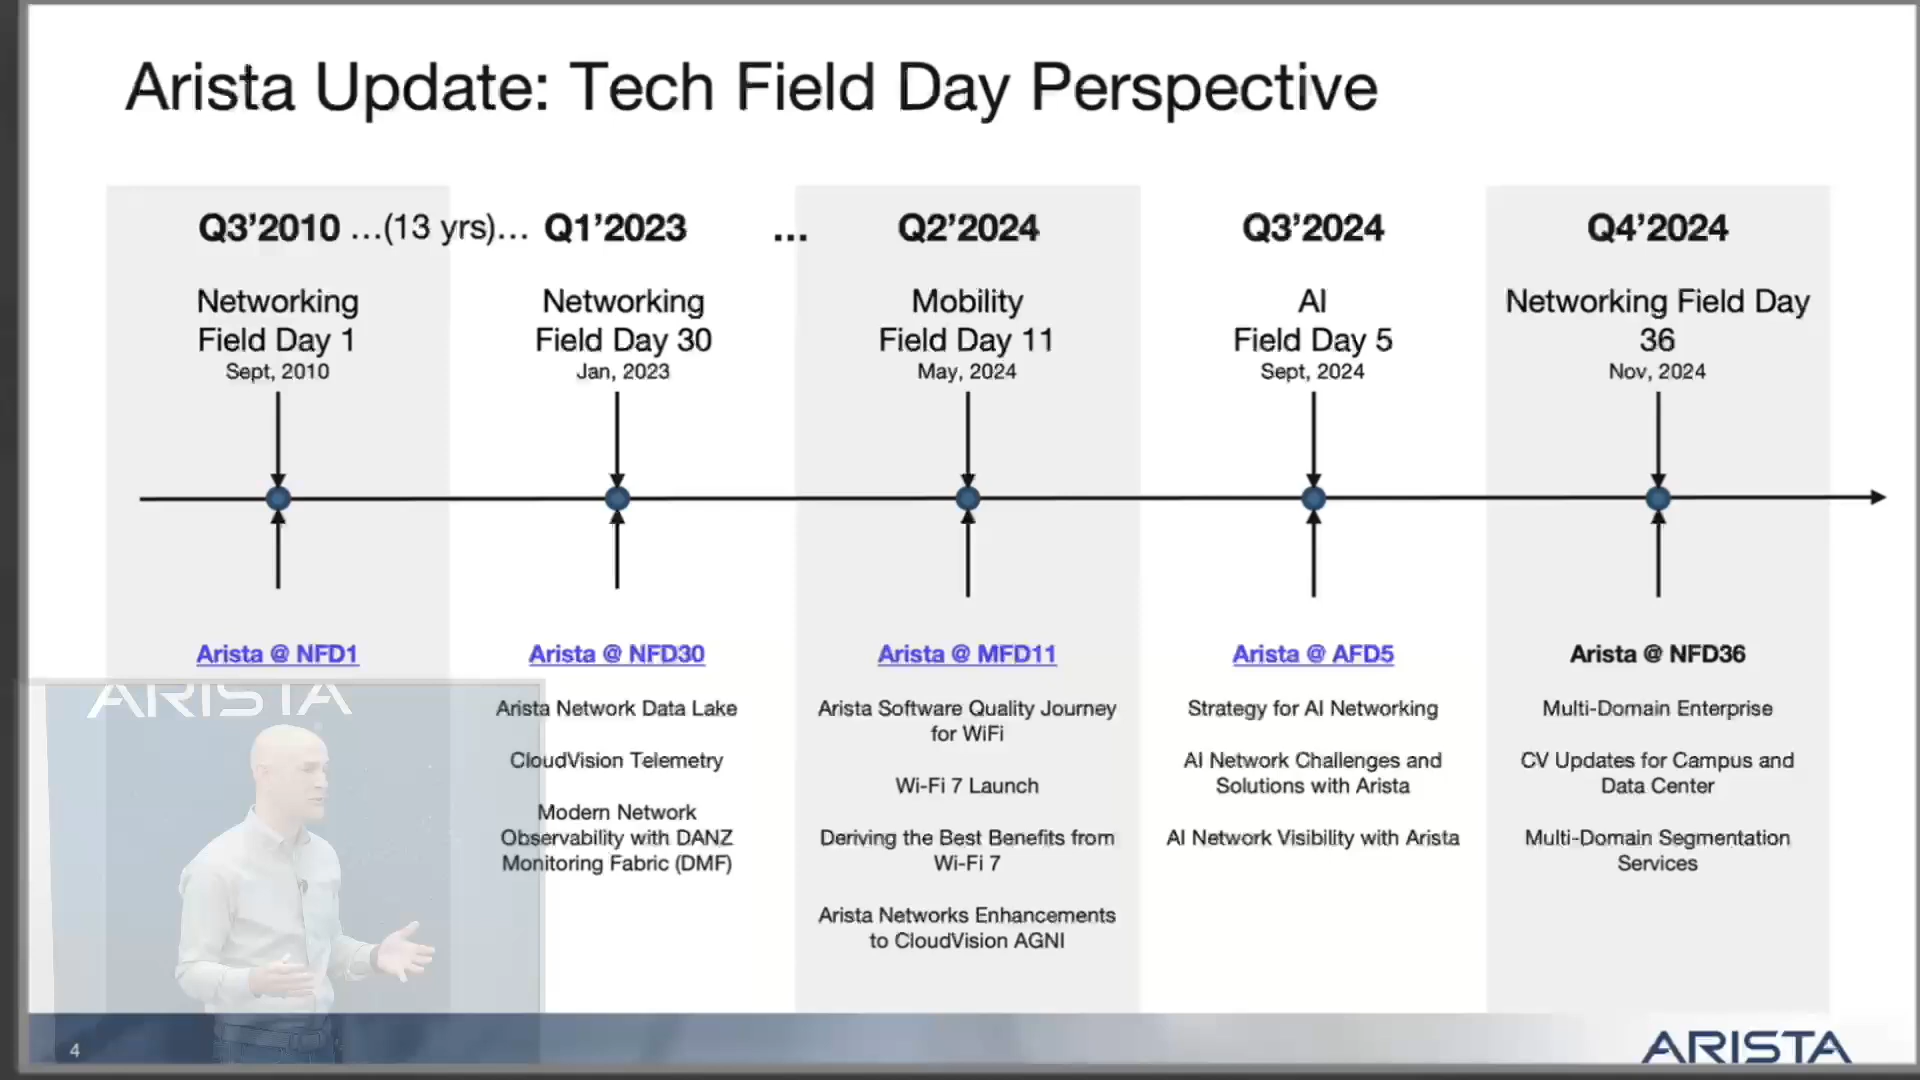 Arista Update: Tech Field Day Perspective
Q3’2010 ...(13 yrs)... Q1’2023 ... Q2’2024 Q3’2024 Q4’2024
Networking
Field Day 1
Sept, 2010
Networking
Field Day 30
Jan, 2023
Mobility
Field Day 11
May, 2024
AI
Field Day 5
Sept, 2024
Networking Field Day
36
Nov, 2024
Arista @ NFD1
Arista @ NFD30
Arista Network Data Lake
CloudVision Telemetry
Modern Network
Observability with DANZ
Monitoring Fabric (DMF)
Arista @ MFD11
Arista Software Quality Journey
for WiFi
Wi-Fi 7 Launch
Deriving the Best Benefits from
Wi-Fi 7
Arista Networks Enhancements
to CloudVision AGNI
Arista @ AFD5
Strategy for AI Networking
AI Network Challenges and
Solutions with Arista
AI Network Visibility with Arista
Arista @ NFD36
Multi-Domain Enterprise
CV Updates for Campus and
Data Center
Multi-Domain Segmentation
Services
ARISTA
4
ARISTA